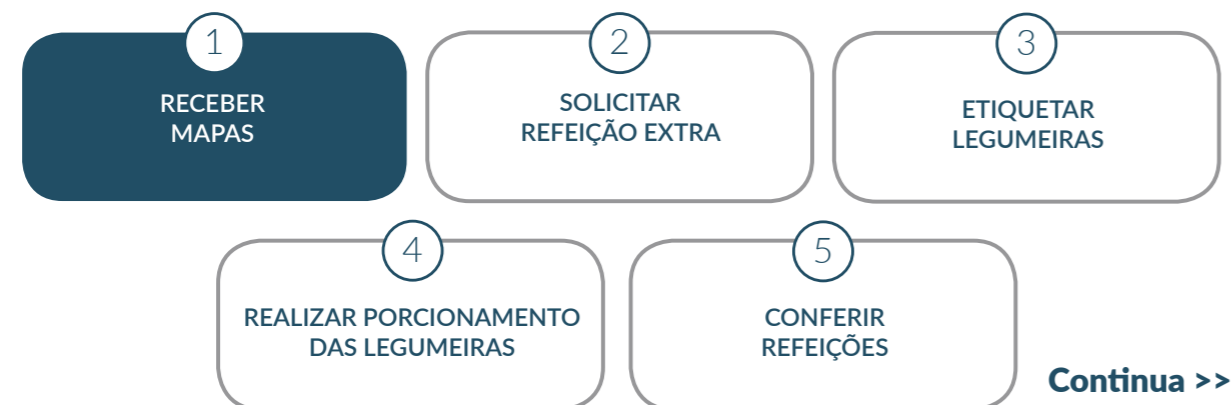 1
RECEBER
MAPAS
2
SOLICITAR
REFEIÇÃO EXTRA
3
ETIQUETAR
LEGUMEIRAS
4
REALIZAR PORCIONAMENTO
DAS LEGUMEIRAS
5
CONFERIR
REFEIÇÕES
Continua >>